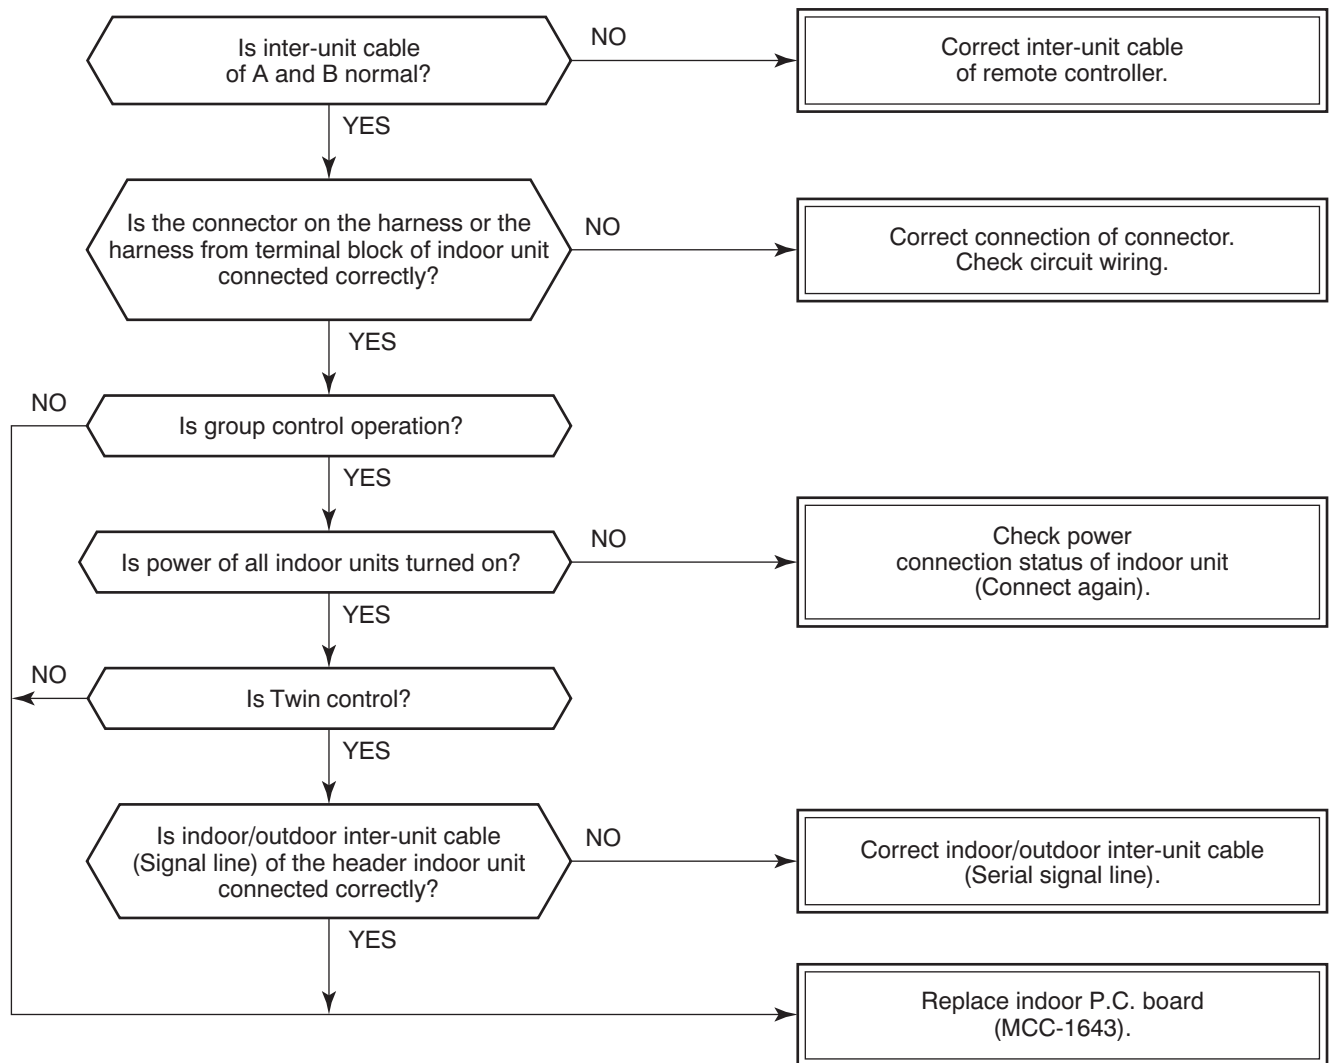 Is inter-unit cable
of A and B normal?
NO
Correct inter-unit cable
of remote controller.
YES
Is the connector on the harness or the
harness from terminal block of indoor unit
connected correctly?
NO
Correct connection of connector.
Check circuit wiring.
YES
NO
Is group control operation?
YES
Is power of all indoor units turned on?
NO
Check power
connection status of indoor unit
(Connect again).
YES
NO
Is Twin control?
YES
Is indoor/outdoor inter-unit cable
(Signal line) of the header indoor unit
connected correctly?
NO
Correct indoor/outdoor inter-unit cable
(Serial signal line).
YES
Replace indoor P.C. board
(MCC-1643).